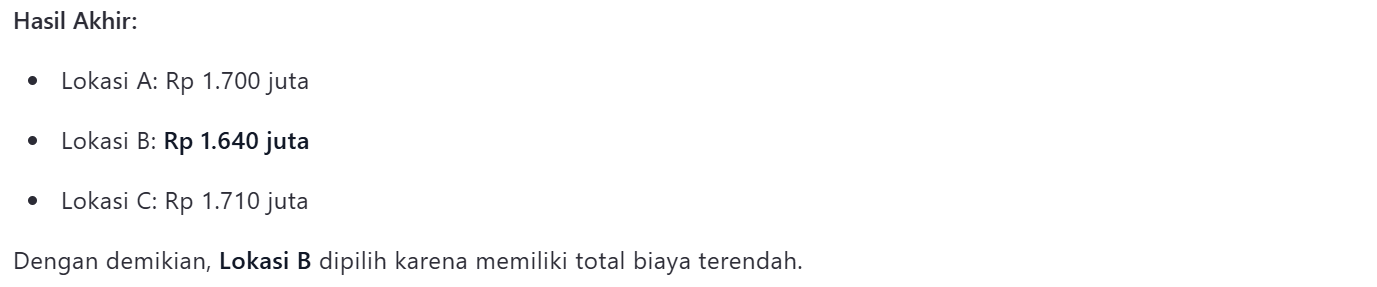 Hasil Akhir:
• Lokasi A: Rp 1.700 juta
• Lokasi B: Rp 1.640 juta
• Lokasi C: Rp 1.710 juta
Dengan demikian, Lokasi B dipilih karena memiliki total biaya terendah.